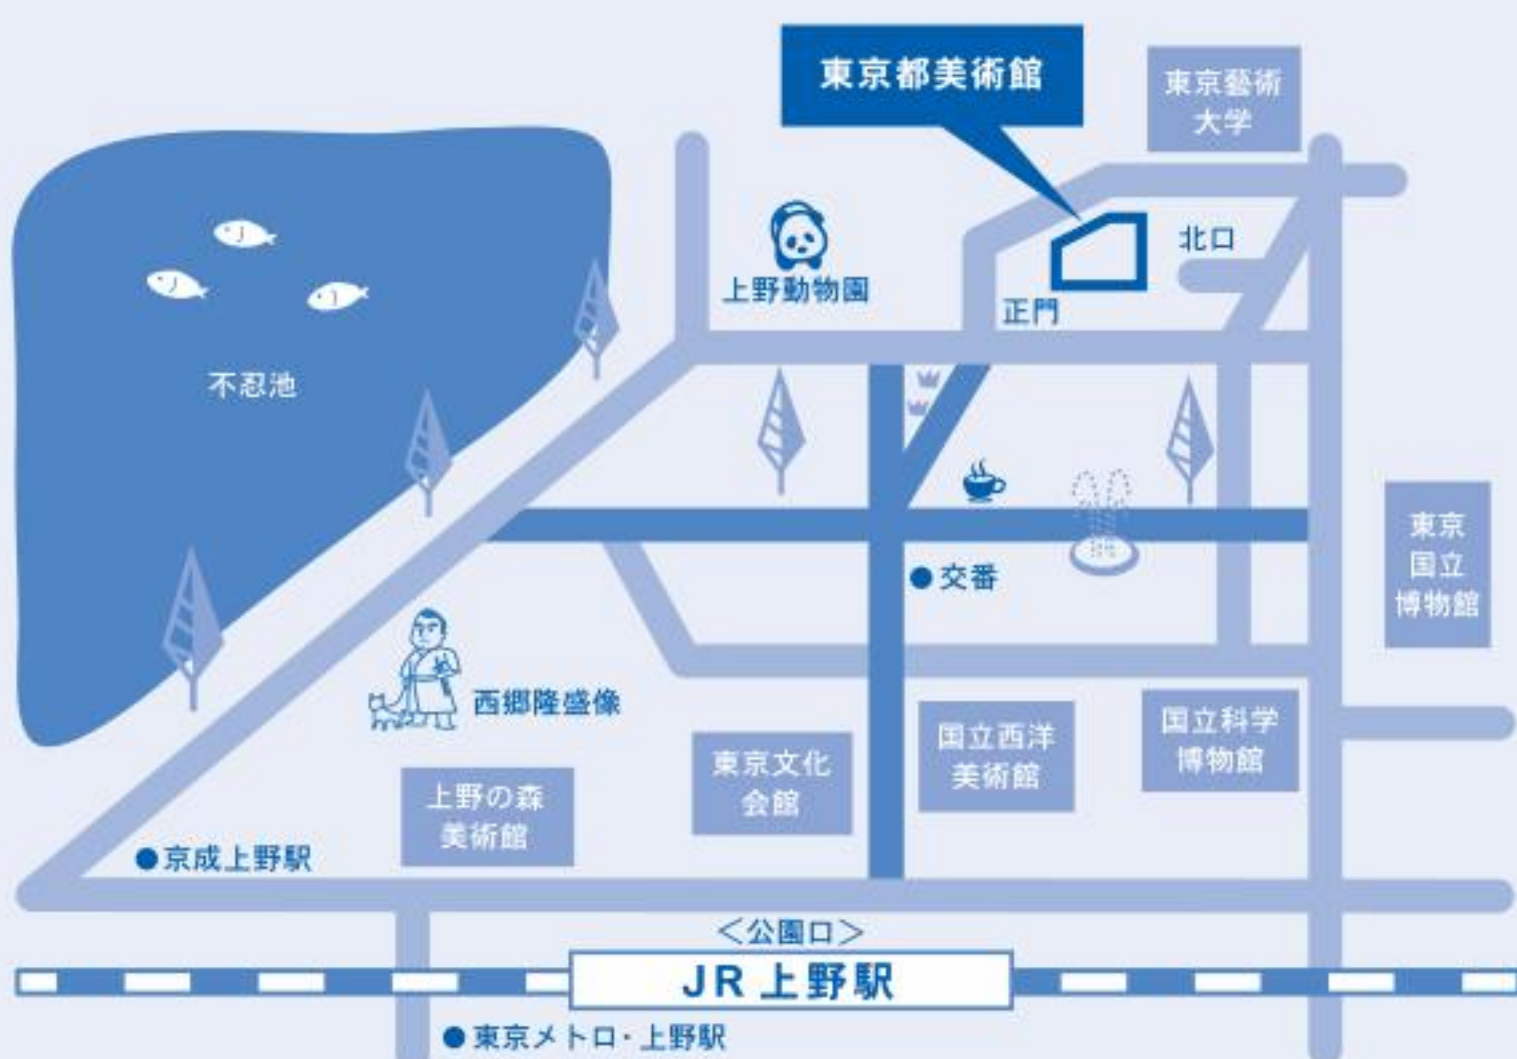 東京都美術館
東京藝術
大学
北口
上野動物園
正門
不忍池
東京
国立
博物館
交番
西郷隆盛像
国立科学
博物館
国立西洋
美術館
東京文化
会館
上野の森
美術館
京成上野駅
＜公園口＞
JR 上野駅
東京メトロ・上野駅